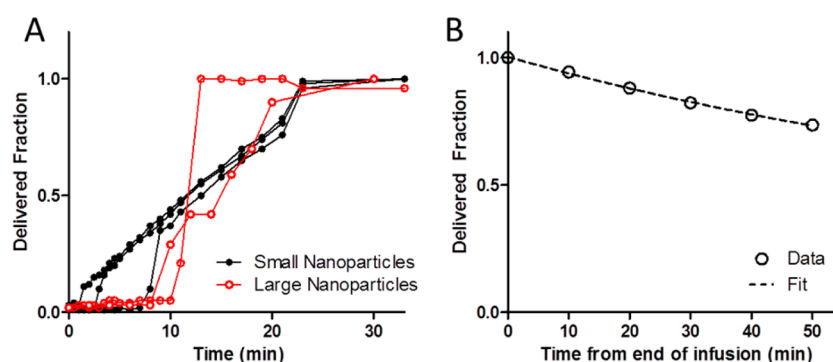 A
Delivered Fraction
1.0
0.5
0.0
0
10
20
30
Time (min)
Small Nanoparticles
Large Nanoparticles
B
Delivered Fraction
1.0
0.5
0.0
0
10
20
30
40
50
Time from end of infusion (min)
Data
Fit